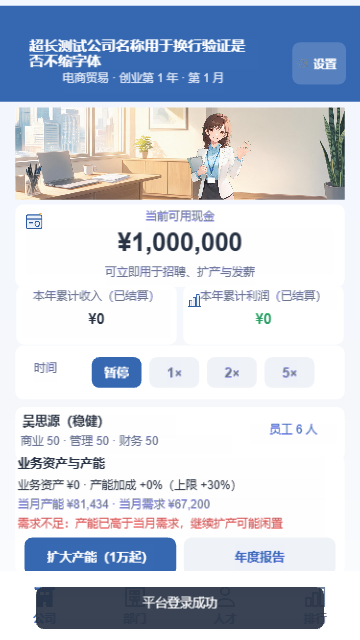 超长测试公司名称用于换行验证是
否不缩字体
电商贸易 · 创业第 1 年 · 第 1 月
设置
当前可用现金
¥1,000,000
可立即用于招聘、扩产与发薪
本年累计收入（已结算）
¥0
本年累计利润（已结算）
¥0
时间
暂停
1×
2×
5×
吴思源（稳健）
员工 6 人
商业 50 · 管理 50 · 财务 50
业务资产与产能
业务资产 ¥0 · 产能加成 +0%（上限 +30%）
当月产能 ¥81,434 · 当月需求 ¥67,200
需求不足：产能已高于当月需求，继续扩产可能闲置
扩大产能（1万起）
年度报告
平台登录成功
公司
部门
人才